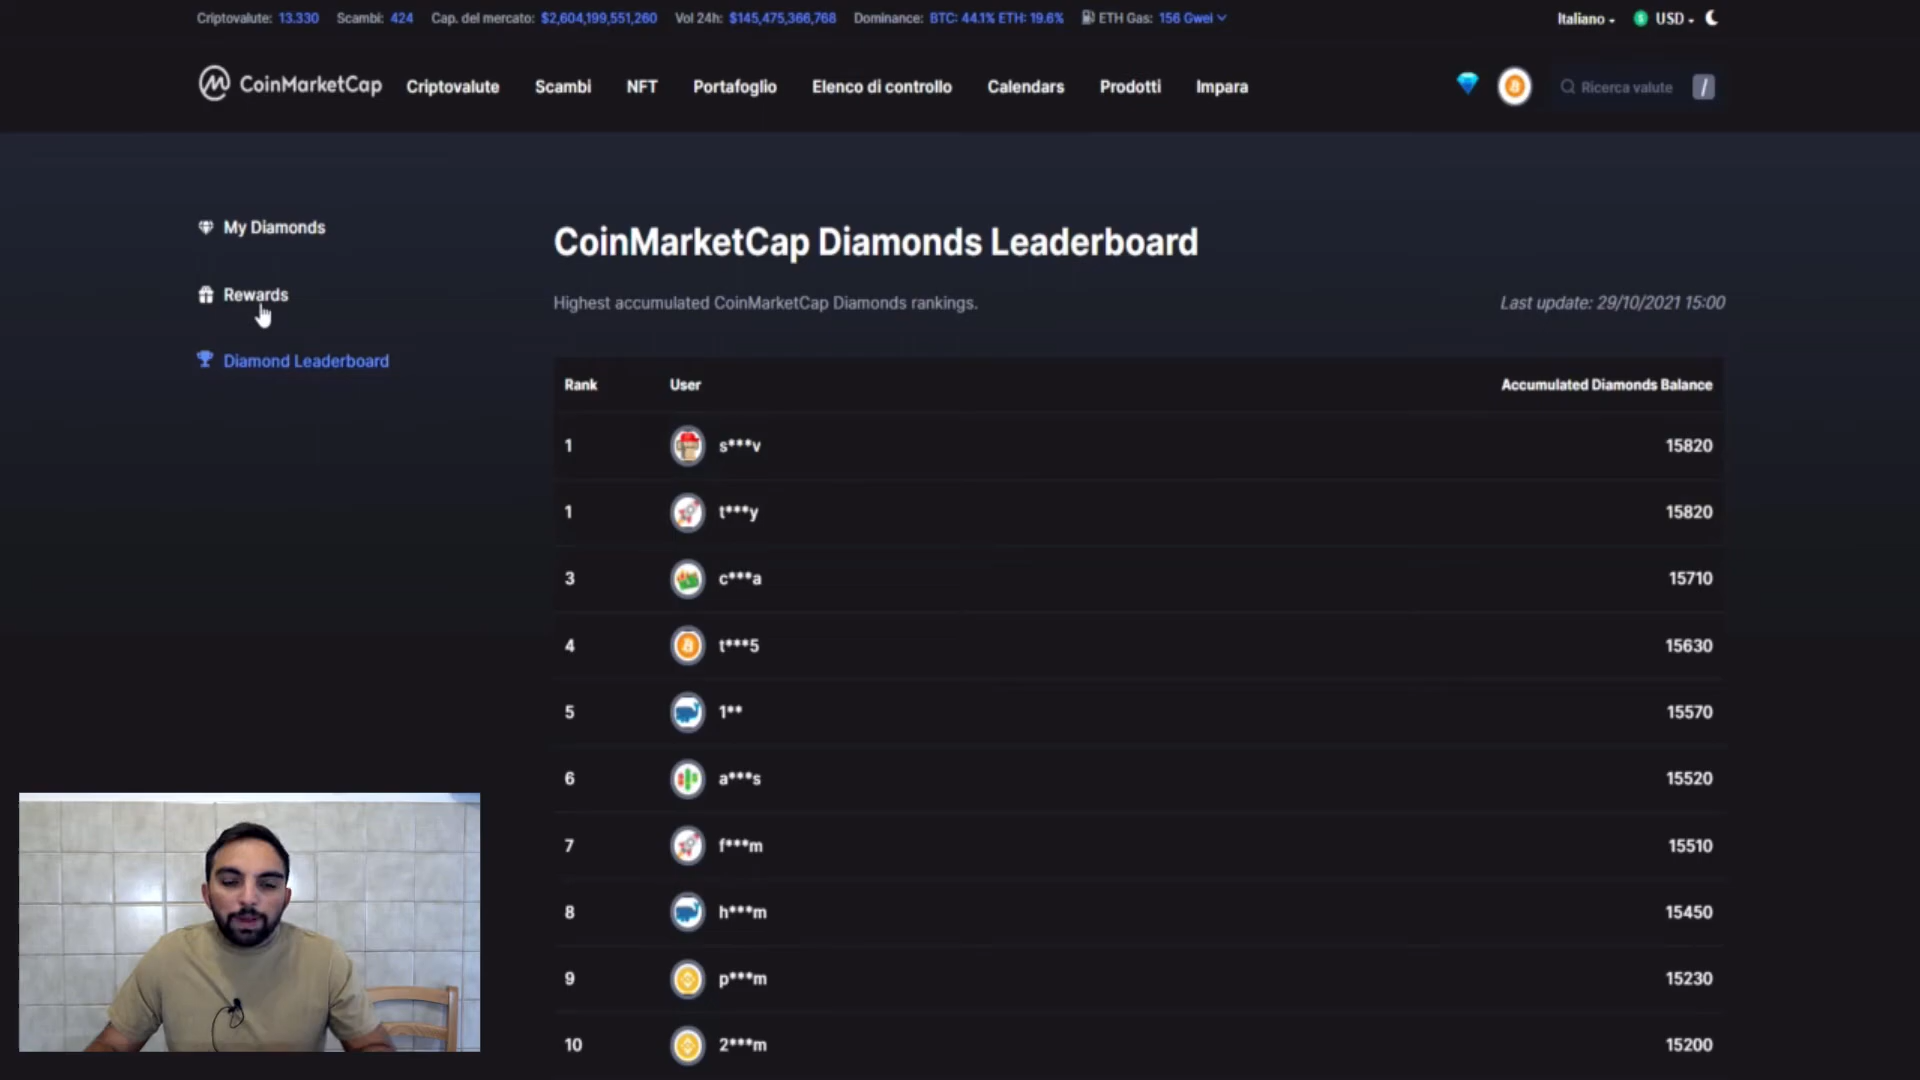 Criptovalute: 13.330 Scambi: 424 Cap. del mercato: $2,604,199,551,260 Vol 24h: $145,475,366,768 Dominance: BTC: 44.1% ETH: 19.6% ETH Gas: 156 Gwei Italiano USD
CoinMarketCap Criptovalute Scambi NFT Portafoglio Elenco di controllo Calendars Prodotti Impara Ricerca valute /
My Diamonds
Rewards
Diamond Leaderboard
CoinMarketCap Diamonds Leaderboard
Highest accumulated CoinMarketCap Diamonds rankings. Last update: 29/10/2021 15:00
Rank User Accumulated Diamonds Balance
1 s***v 15820
1 t***y 15820
3 c***a 15710
4 t***5 15630
5 1** 15570
6 a***s 15520
7 f***m 15510
8 h***m 15450
9 p***m 15230
10 2***m 15200